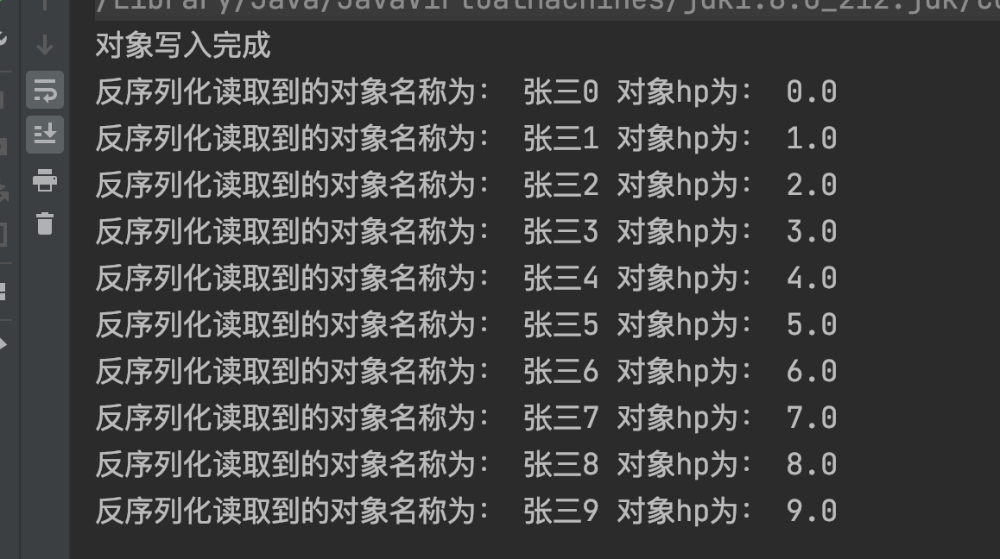 /Library/Java/JavaVirtualMachines/jdk1.8.0_212.jdk/Co
对象写入完成
反序列化读取到的对象名称为： 张三0 对象hp为： 0.0
反序列化读取到的对象名称为： 张三1 对象hp为： 1.0
反序列化读取到的对象名称为： 张三2 对象hp为： 2.0
反序列化读取到的对象名称为： 张三3 对象hp为： 3.0
反序列化读取到的对象名称为： 张三4 对象hp为： 4.0
反序列化读取到的对象名称为： 张三5 对象hp为： 5.0
反序列化读取到的对象名称为： 张三6 对象hp为： 6.0
反序列化读取到的对象名称为： 张三7 对象hp为： 7.0
反序列化读取到的对象名称为： 张三8 对象hp为： 8.0
反序列化读取到的对象名称为： 张三9 对象hp为： 9.0